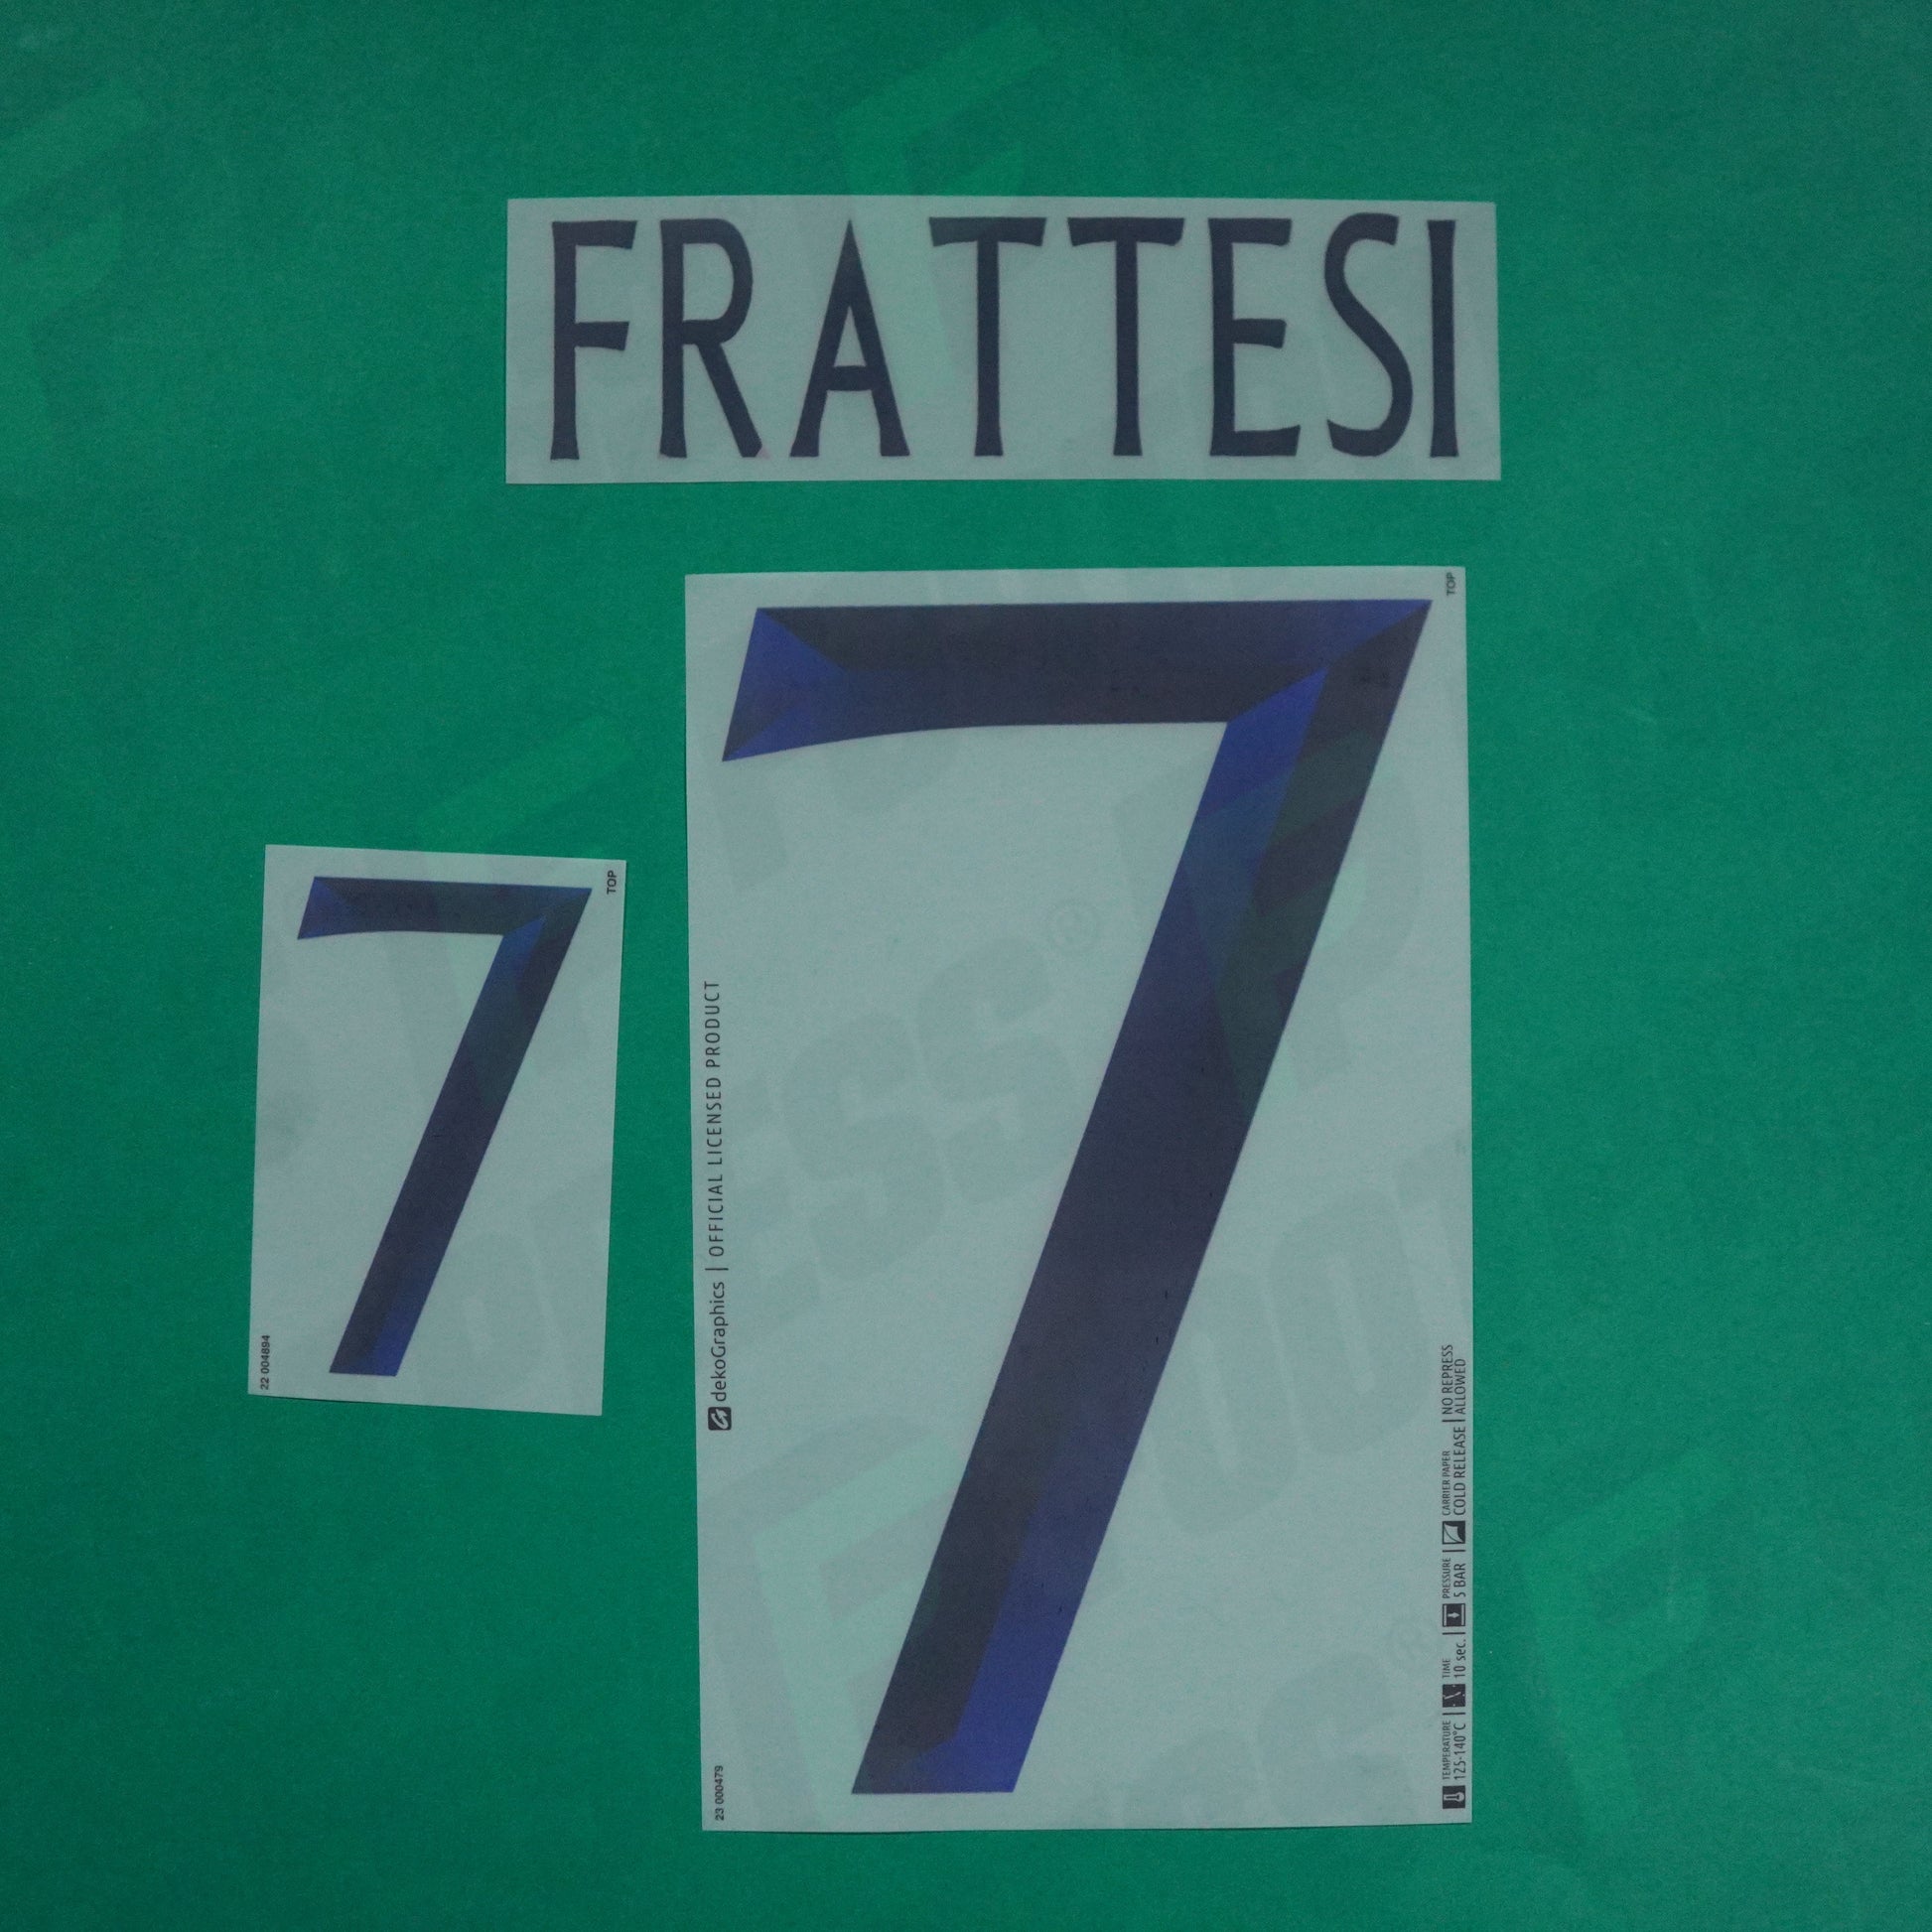 FRATTESI
TOP
7
TOP
7
22 004894
dekoGraphics | OFFICIAL LICENSED PRODUCT
23 000479
TEMPERATURE
125-140°C
TIME
10 sec.
PRESSURE
5 BAR
CARRIER PAPER
COLD RELEASE
NO REPRESS
ALLOWED